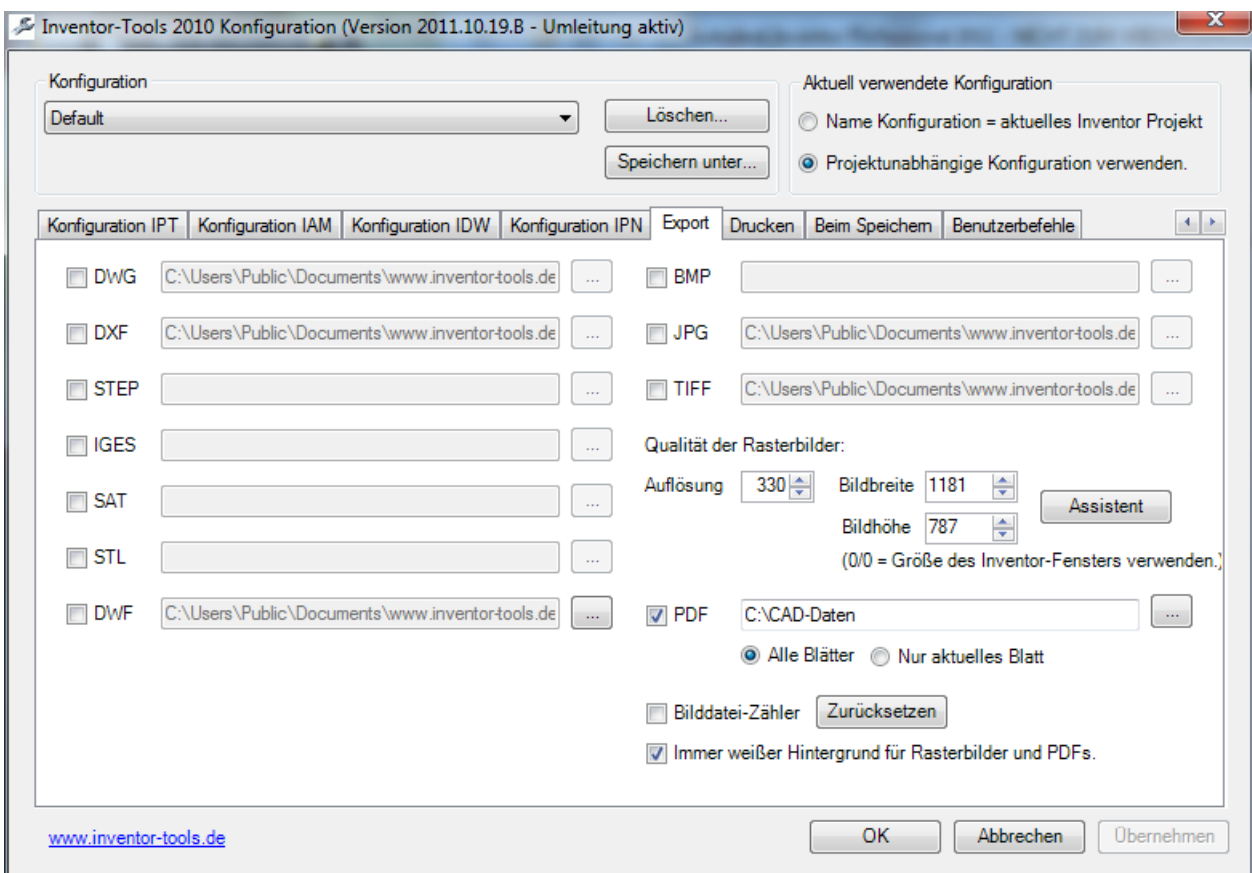 Inventor-Tools 2010 Konfiguration (Version 2011.10.19.B - Umleitung aktiv)
Konfiguration
Default
Löschen...
Speichern unter...
Aktuell verwendete Konfiguration
Name Konfiguration = aktuelles Inventor Projekt
Projektunabhängige Konfiguration verwenden.
Konfiguration IPT Konfiguration IAM Konfiguration IDW Konfiguration IPN Export Drucken Beim Speichern Benutzerbefehle
DWG C:\Users\Public\Documents\www.inventor-tools.de ...
DXF C:\Users\Public\Documents\www.inventor-tools.de ...
STEP ...
IGES ...
SAT ...
STL ...
DWF C:\Users\Public\Documents\www.inventor-tools.de ...
BMP ...
JPG C:\Users\Public\Documents\www.inventor-tools.de ...
TIFF C:\Users\Public\Documents\www.inventor-tools.de ...
Qualität der Rasterbilder:
Auflösung 330 Bildbreite 1181
Bildhöhe 787
Assistent
(0/0 = Größe des Inventor-Fensters verwenden.)
PDF C:\CAD-Daten ...
Alle Blätter Nur aktuelles Blatt
Bilddatei-Zähler Zurücksetzen
Immer weißer Hintergrund für Rasterbilder und PDFs.
www.inventor-tools.de
OK Abbrechen Übernehmen